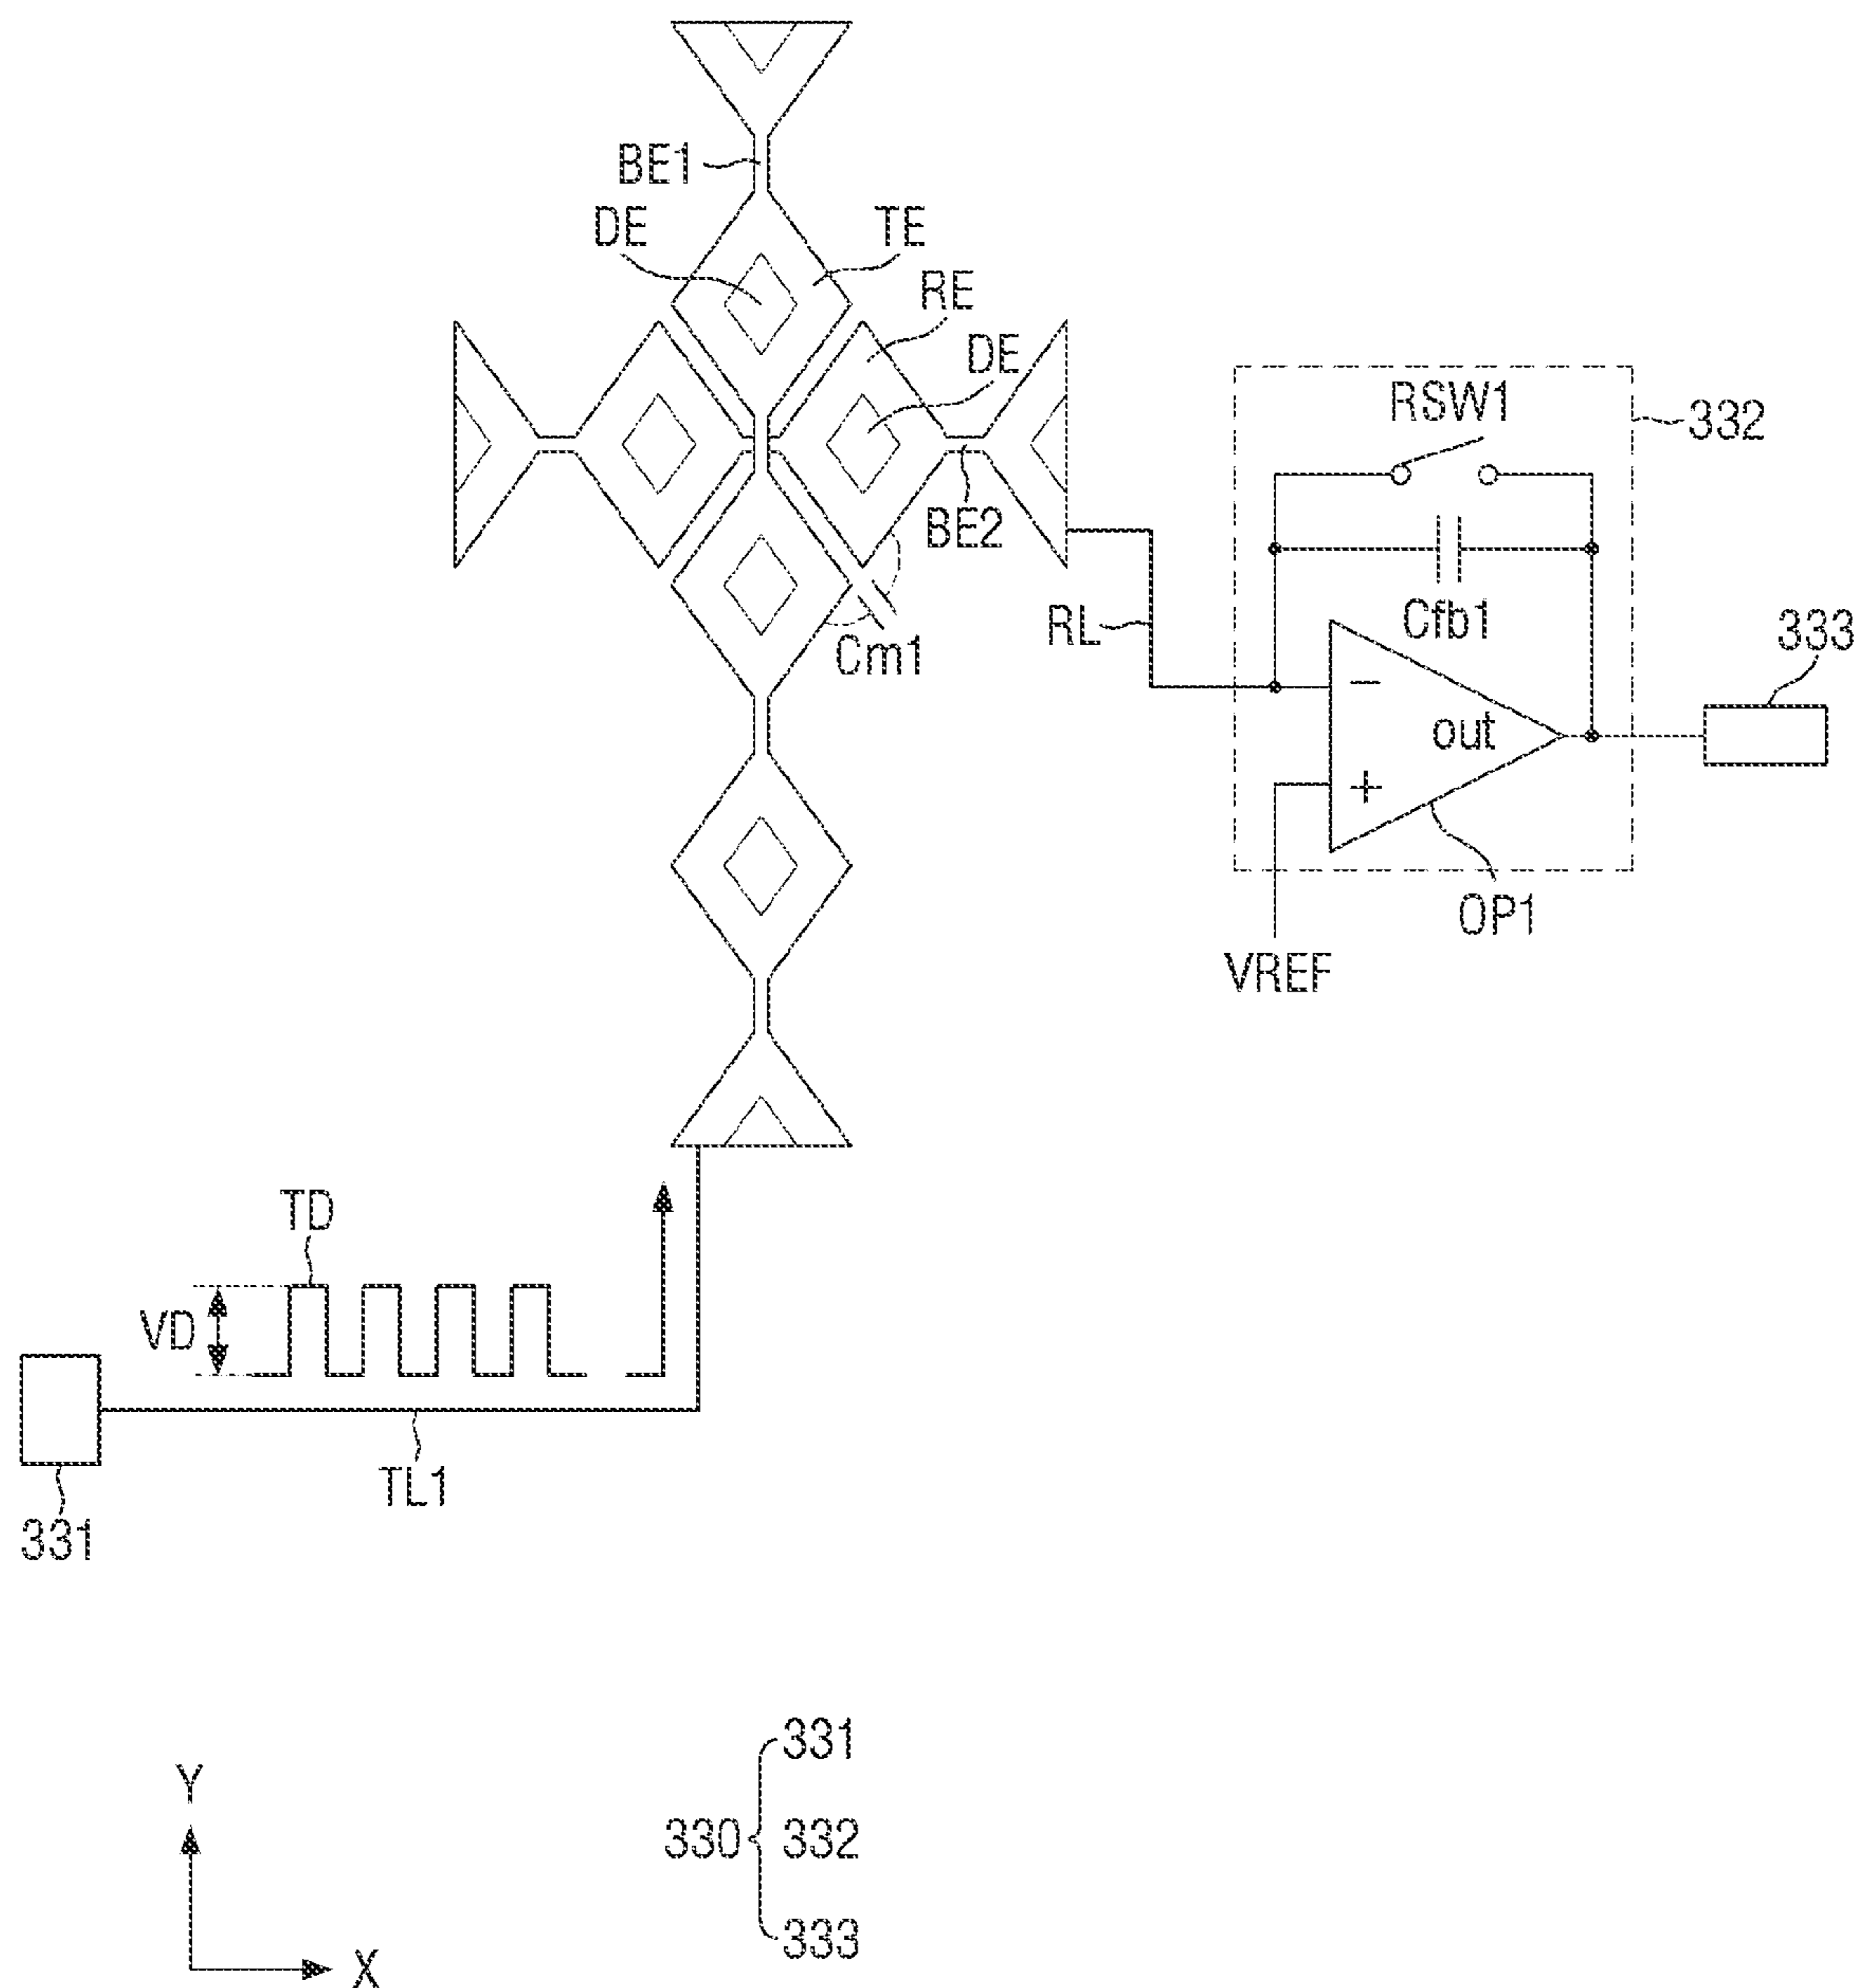 BE1
DE
TE
RE
DE
RSW1
332
BE2
Cfb1
RL
333
Cm1
−
out
+
OP1
VREF
TD
VD
TL1
331
331
Y
330
332
333
X